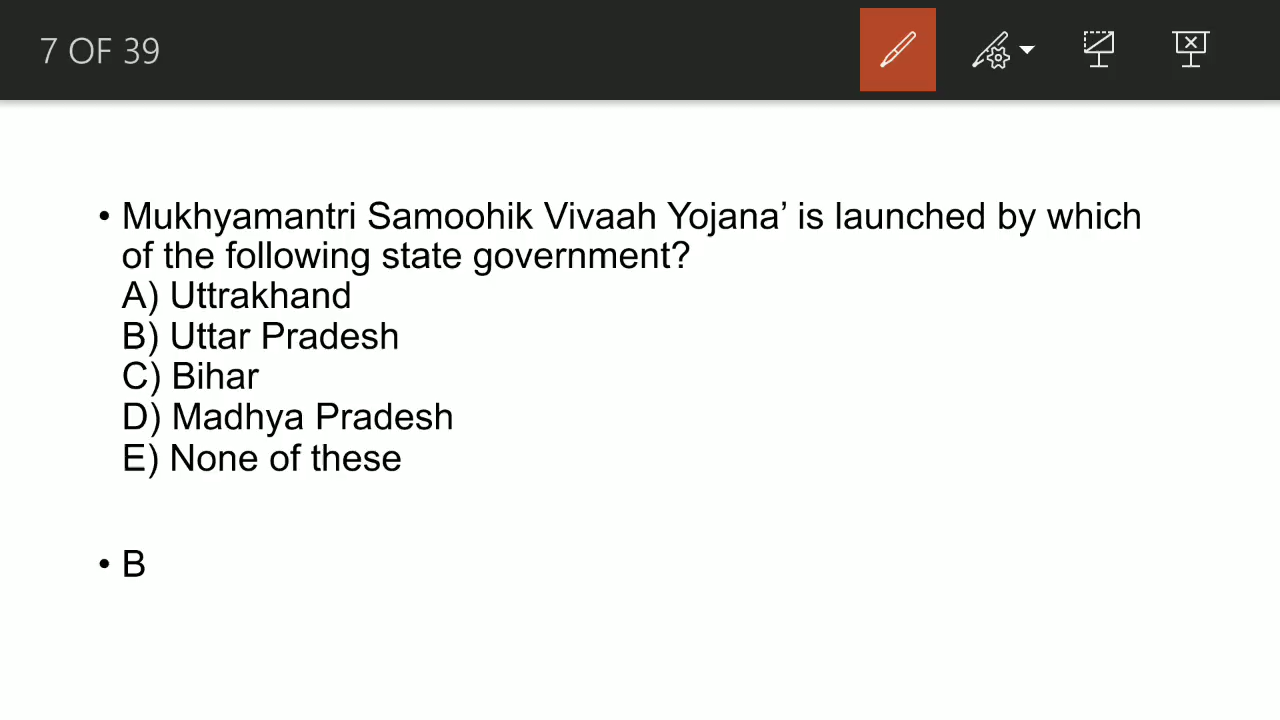 7 OF 39
• Mukhyamantri Samoohik Vivaah Yojana’ is launched by which
of the following state government?
A) Uttrakhand
B) Uttar Pradesh
C) Bihar
D) Madhya Pradesh
E) None of these
• B